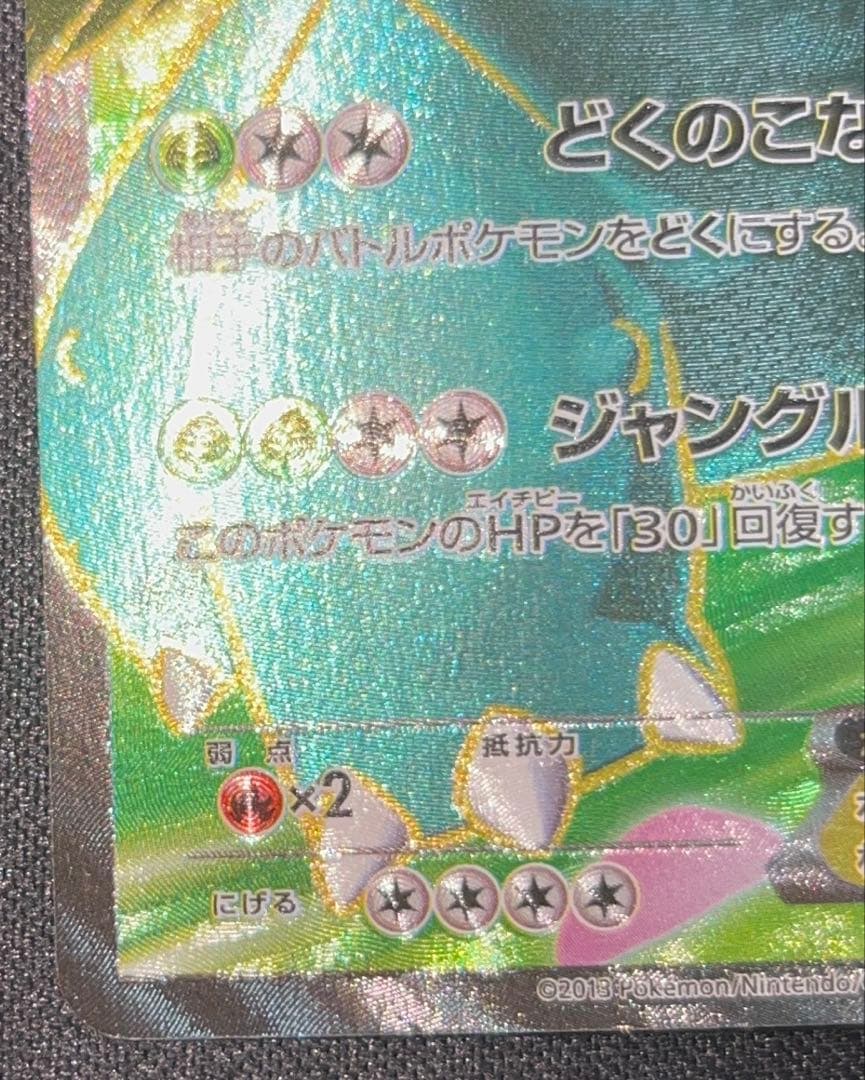 どくのこな
相手のバトルポケモンをどくにする。
ジャングル
エイチピー かいふく
このポケモンのHPを「30」回復す
弱点 抵抗力
×2
にげる
©2013 Pokémon/Nintendo/